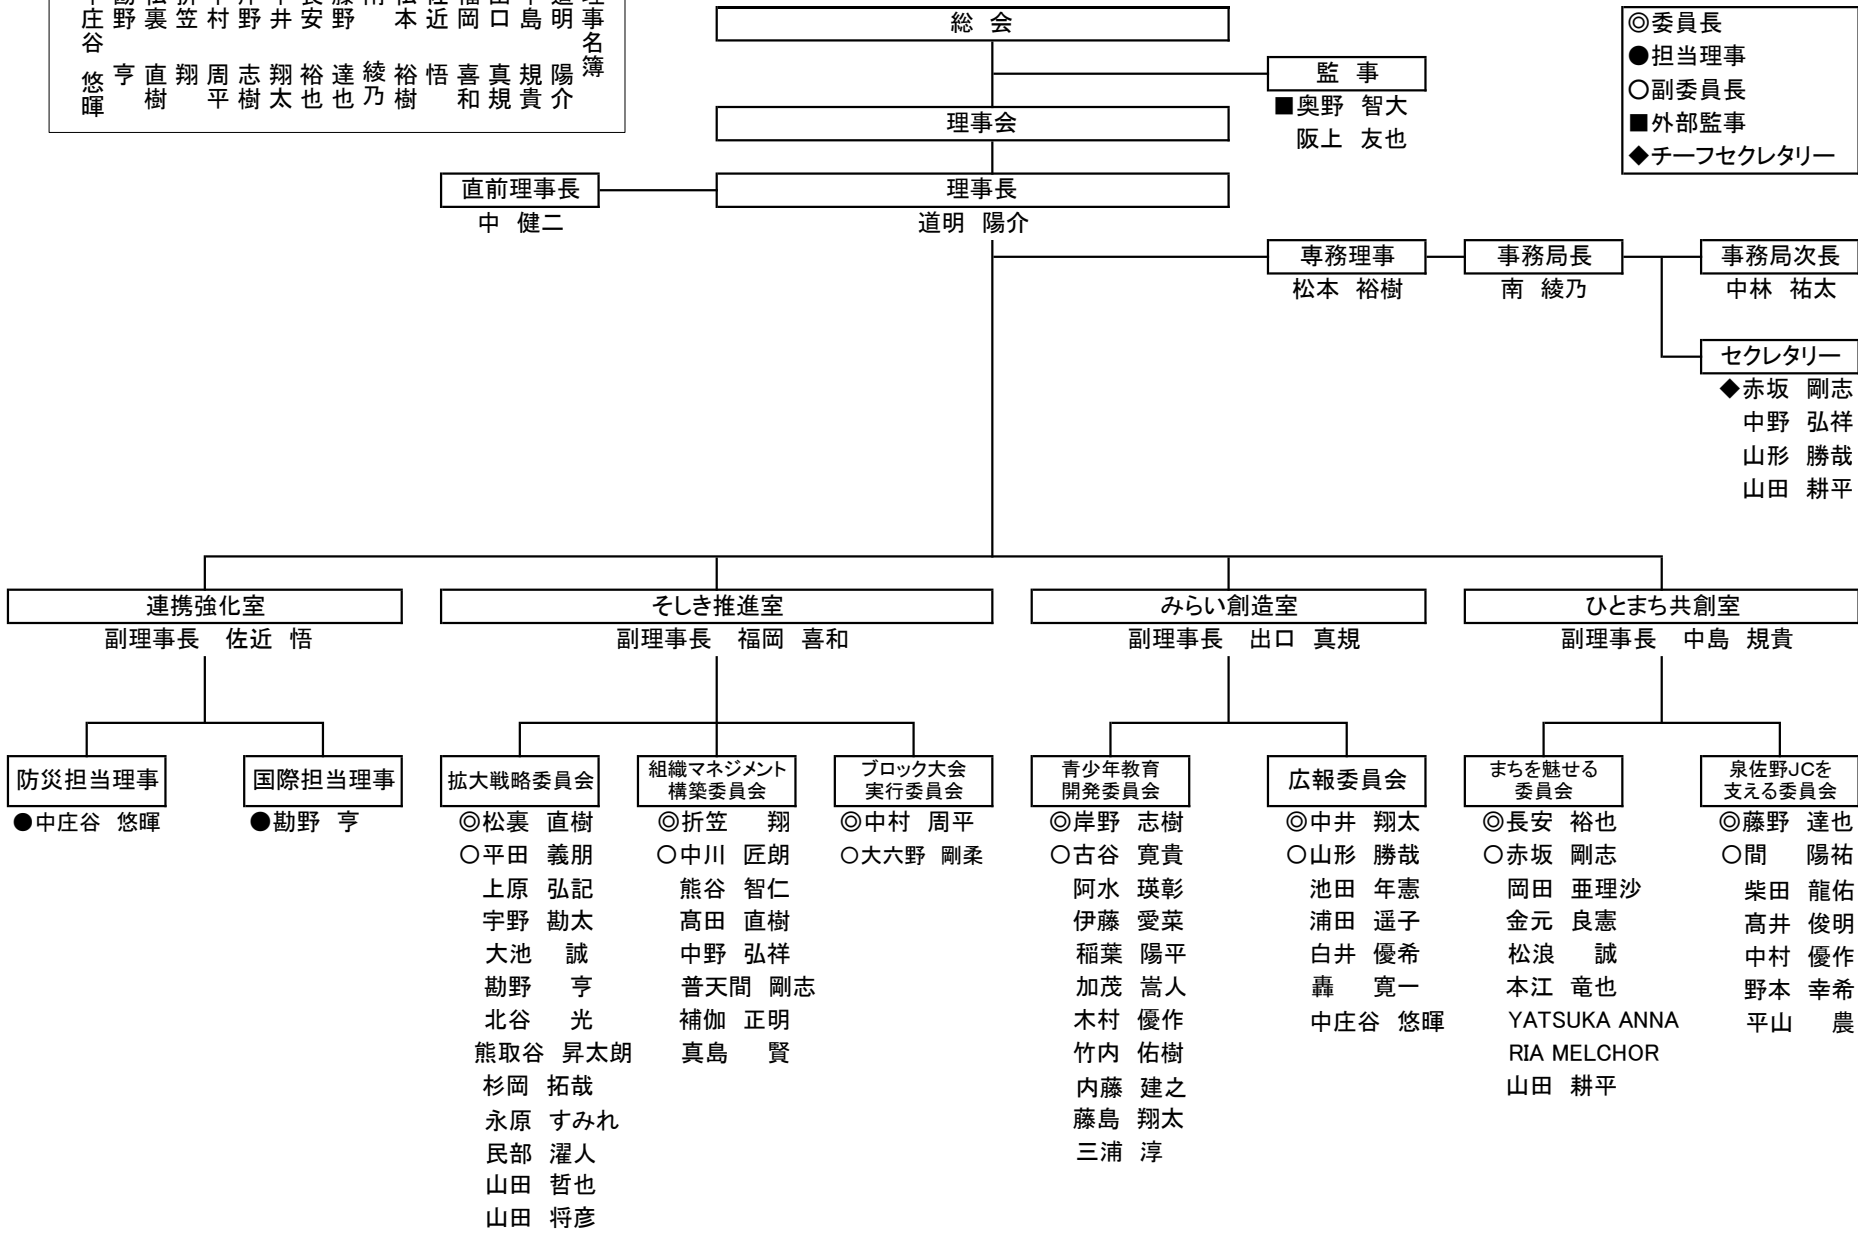 理事名簿
道明 陽介
中島 規貴
出口 真規
福岡 喜和
佐近 悟
松本 裕樹
南 綾乃
藤野 達也
長安 裕也
中井 翔太
岸野 志樹
中村 周平
折笠 翔
松裏 直樹
勘野 亨
中庄谷 悠暉
総 会
◎委員長
●担当理事
○副委員長
■外部監事
◆チーフセクレタリー
監 事
■奥野 智大
阪上 友也
理事会
直前理事長
中 健二
理事長
道明 陽介
専務理事
松本 裕樹
事務局長
南 綾乃
事務局次長
中林 祐太
セクレタリー
◆赤坂 剛志
中野 弘祥
山形 勝哉
山田 耕平
連携強化室
副理事長 佐近 悟
そしき推進室
副理事長 福岡 喜和
みらい創造室
副理事長 出口 真規
ひとまち共創室
副理事長 中島 規貴
防災担当理事
●中庄谷 悠暉
国際担当理事
●勘野 亨
拡大戦略委員会
◎松裏 直樹
○平田 義朋
上原 弘記
宇野 勘太
大池 誠
勘野 亨
北谷 光
熊取谷 昇太朗
杉岡 拓哉
永原 すみれ
民部 濯人
山田 哲也
山田 将彦
組織マネジメント
構築委員会
◎折笠 翔
○中川 匠朗
熊谷 智仁
髙田 直樹
中野 弘祥
普天間 剛志
補伽 正明
真島 賢
ブロック大会
実行委員会
◎中村 周平
○大六野 剛柔
青少年教育
開発委員会
◎岸野 志樹
○古谷 寛貴
阿水 瑛彰
伊藤 愛菜
稲葉 陽平
加茂 嵩人
木村 優作
竹内 佑樹
内藤 建之
藤島 翔太
三浦 淳
広報委員会
◎中井 翔太
○山形 勝哉
池田 年憲
浦田 遥子
白井 優希
轟 寛一
中庄谷 悠暉
まちを魅せる
委員会
◎長安 裕也
○赤坂 剛志
岡田 亜理沙
金元 良憲
松浪 誠
本江 竜也
YATSUKA ANNA
RIA MELCHOR
山田 耕平
泉佐野JCを
支える委員会
◎藤野 達也
○間 陽祐
柴田 龍佑
髙井 俊明
中村 優作
野本 幸希
平山 農